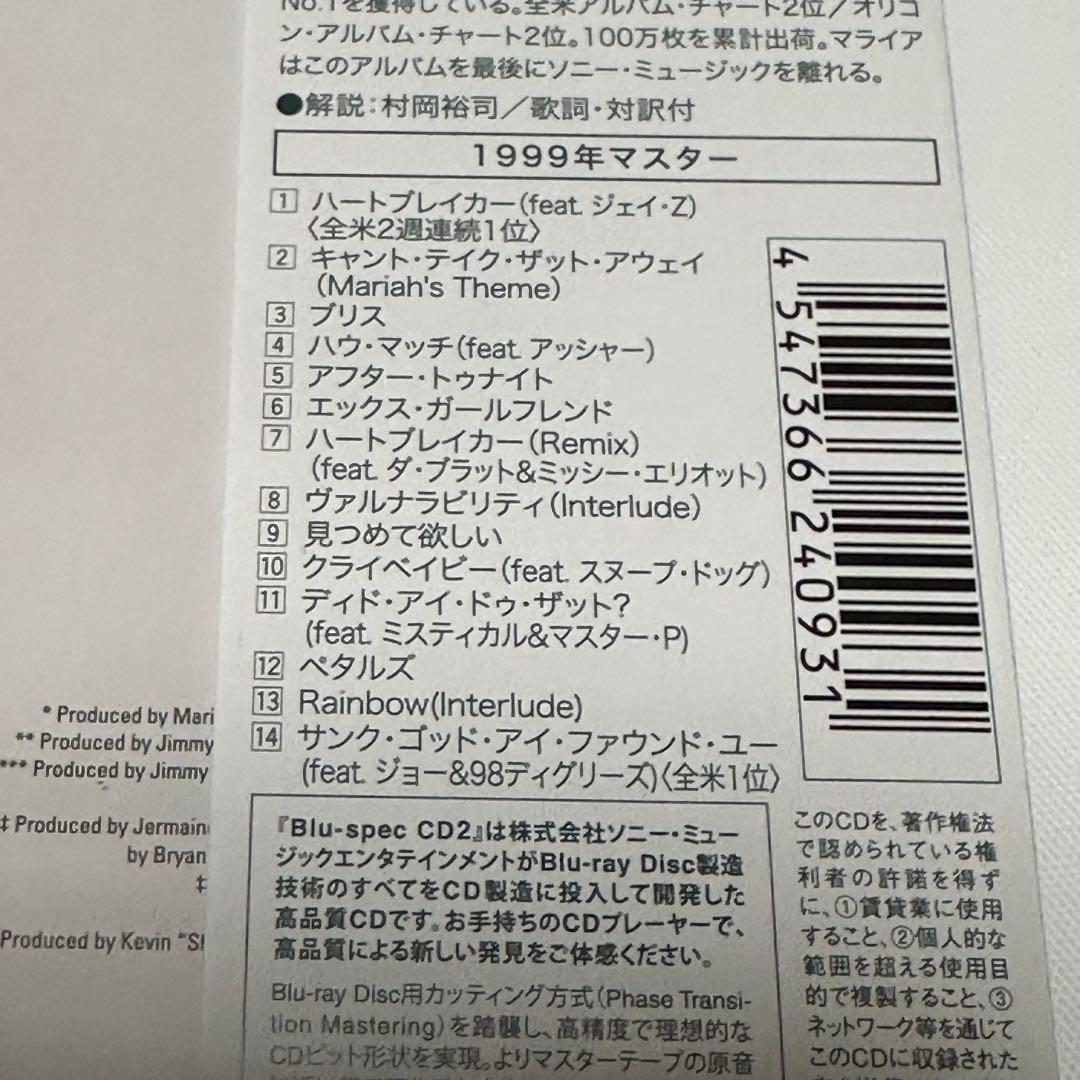 No.1を獲得している。全米アルバム・チャート2位／オリコ
ン・アルバム・チャート2位。100万枚を累計出荷。マライア
はこのアルバムを最後にソニー・ミュージックを離れる。
●解説：村岡裕司／歌詞・対訳付
1999年マスター
1 ハートブレイカー(feat. ジェイ・Z)
〈全米2週連続1位〉
2 キャント・テイク・ザット・アウェイ
(Mariah's Theme)
3 ブリス
4 ハウ・マッチ(feat. アッシャー)
5 アフター・トゥナイト
6 エックス・ガールフレンド
7 ハートブレイカー(Remix)
(feat. ダ・ブラット&ミッシー・エリオット)
8 ヴァルナラビリティ(Interlude)
9 見つめて欲しい
10 クライベイビー(feat. スヌープ・ドッグ)
11 ディド・アイ・ドゥ・ザット?
(feat. ミスティカル&マスター・P)
12 ペタルズ
13 Rainbow(Interlude)
14 サンク・ゴッド・アイ・ファウンド・ユー
(feat. ジョー&98ディグリーズ)〈全米1位〉
4 547366 240931
* Produced by Mari
** Produced by Jimmy
*** Produced by Jimmy
‡ Produced by Jermain
by Bryan
‡
Produced by Kevin "Sh
『Blu-spec CD2』は株式会社ソニー・ミュー
ジックエンタテインメントがBlu-ray Disc製造
技術のすべてをCD製造に投入して開発した
高品質CDです。お手持ちのCDプレーヤーで、
高品質による新しい発見をご体感ください。
Blu-ray Disc用カッティング方式(Phase Transi-
tion Mastering)を踏襲し、高精度で理想的な
CDピット形状を実現。よりマスターテープの原音
このCDを、著作権法
で認められている権
利者の許諾を得ず
に、①賃貸業に使用
すること、②個人的な
範囲を超える使用目
的で複製すること、③
ネットワーク等を通じて
このCDに収録された